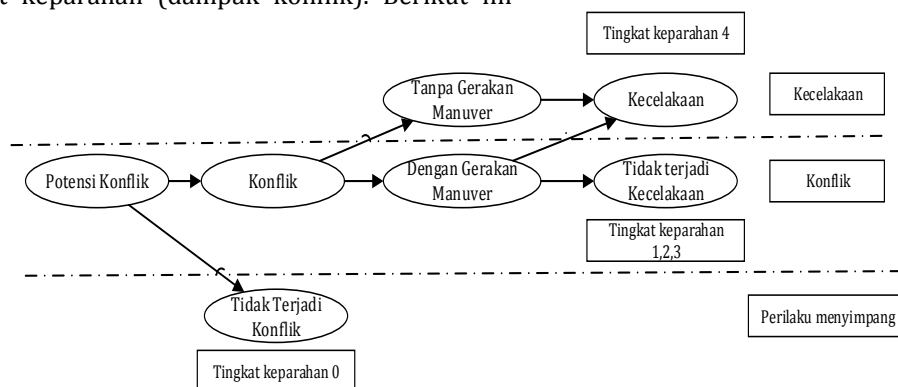 t keparahan (dampak konflik). Berikut ini
Tingkat keparahan 4
Tanpa Gerakan
Manuver
Kecelakaan
Kecelakaan
Potensi Konflik
Konflik
Dengan Gerakan
Manuver
Tidak terjadi
Kecelakaan
Konflik
Tingkat keparahan
1,2,3
Tidak Terjadi
Konflik
Perilaku menyimpang
Tingkat keparahan 0